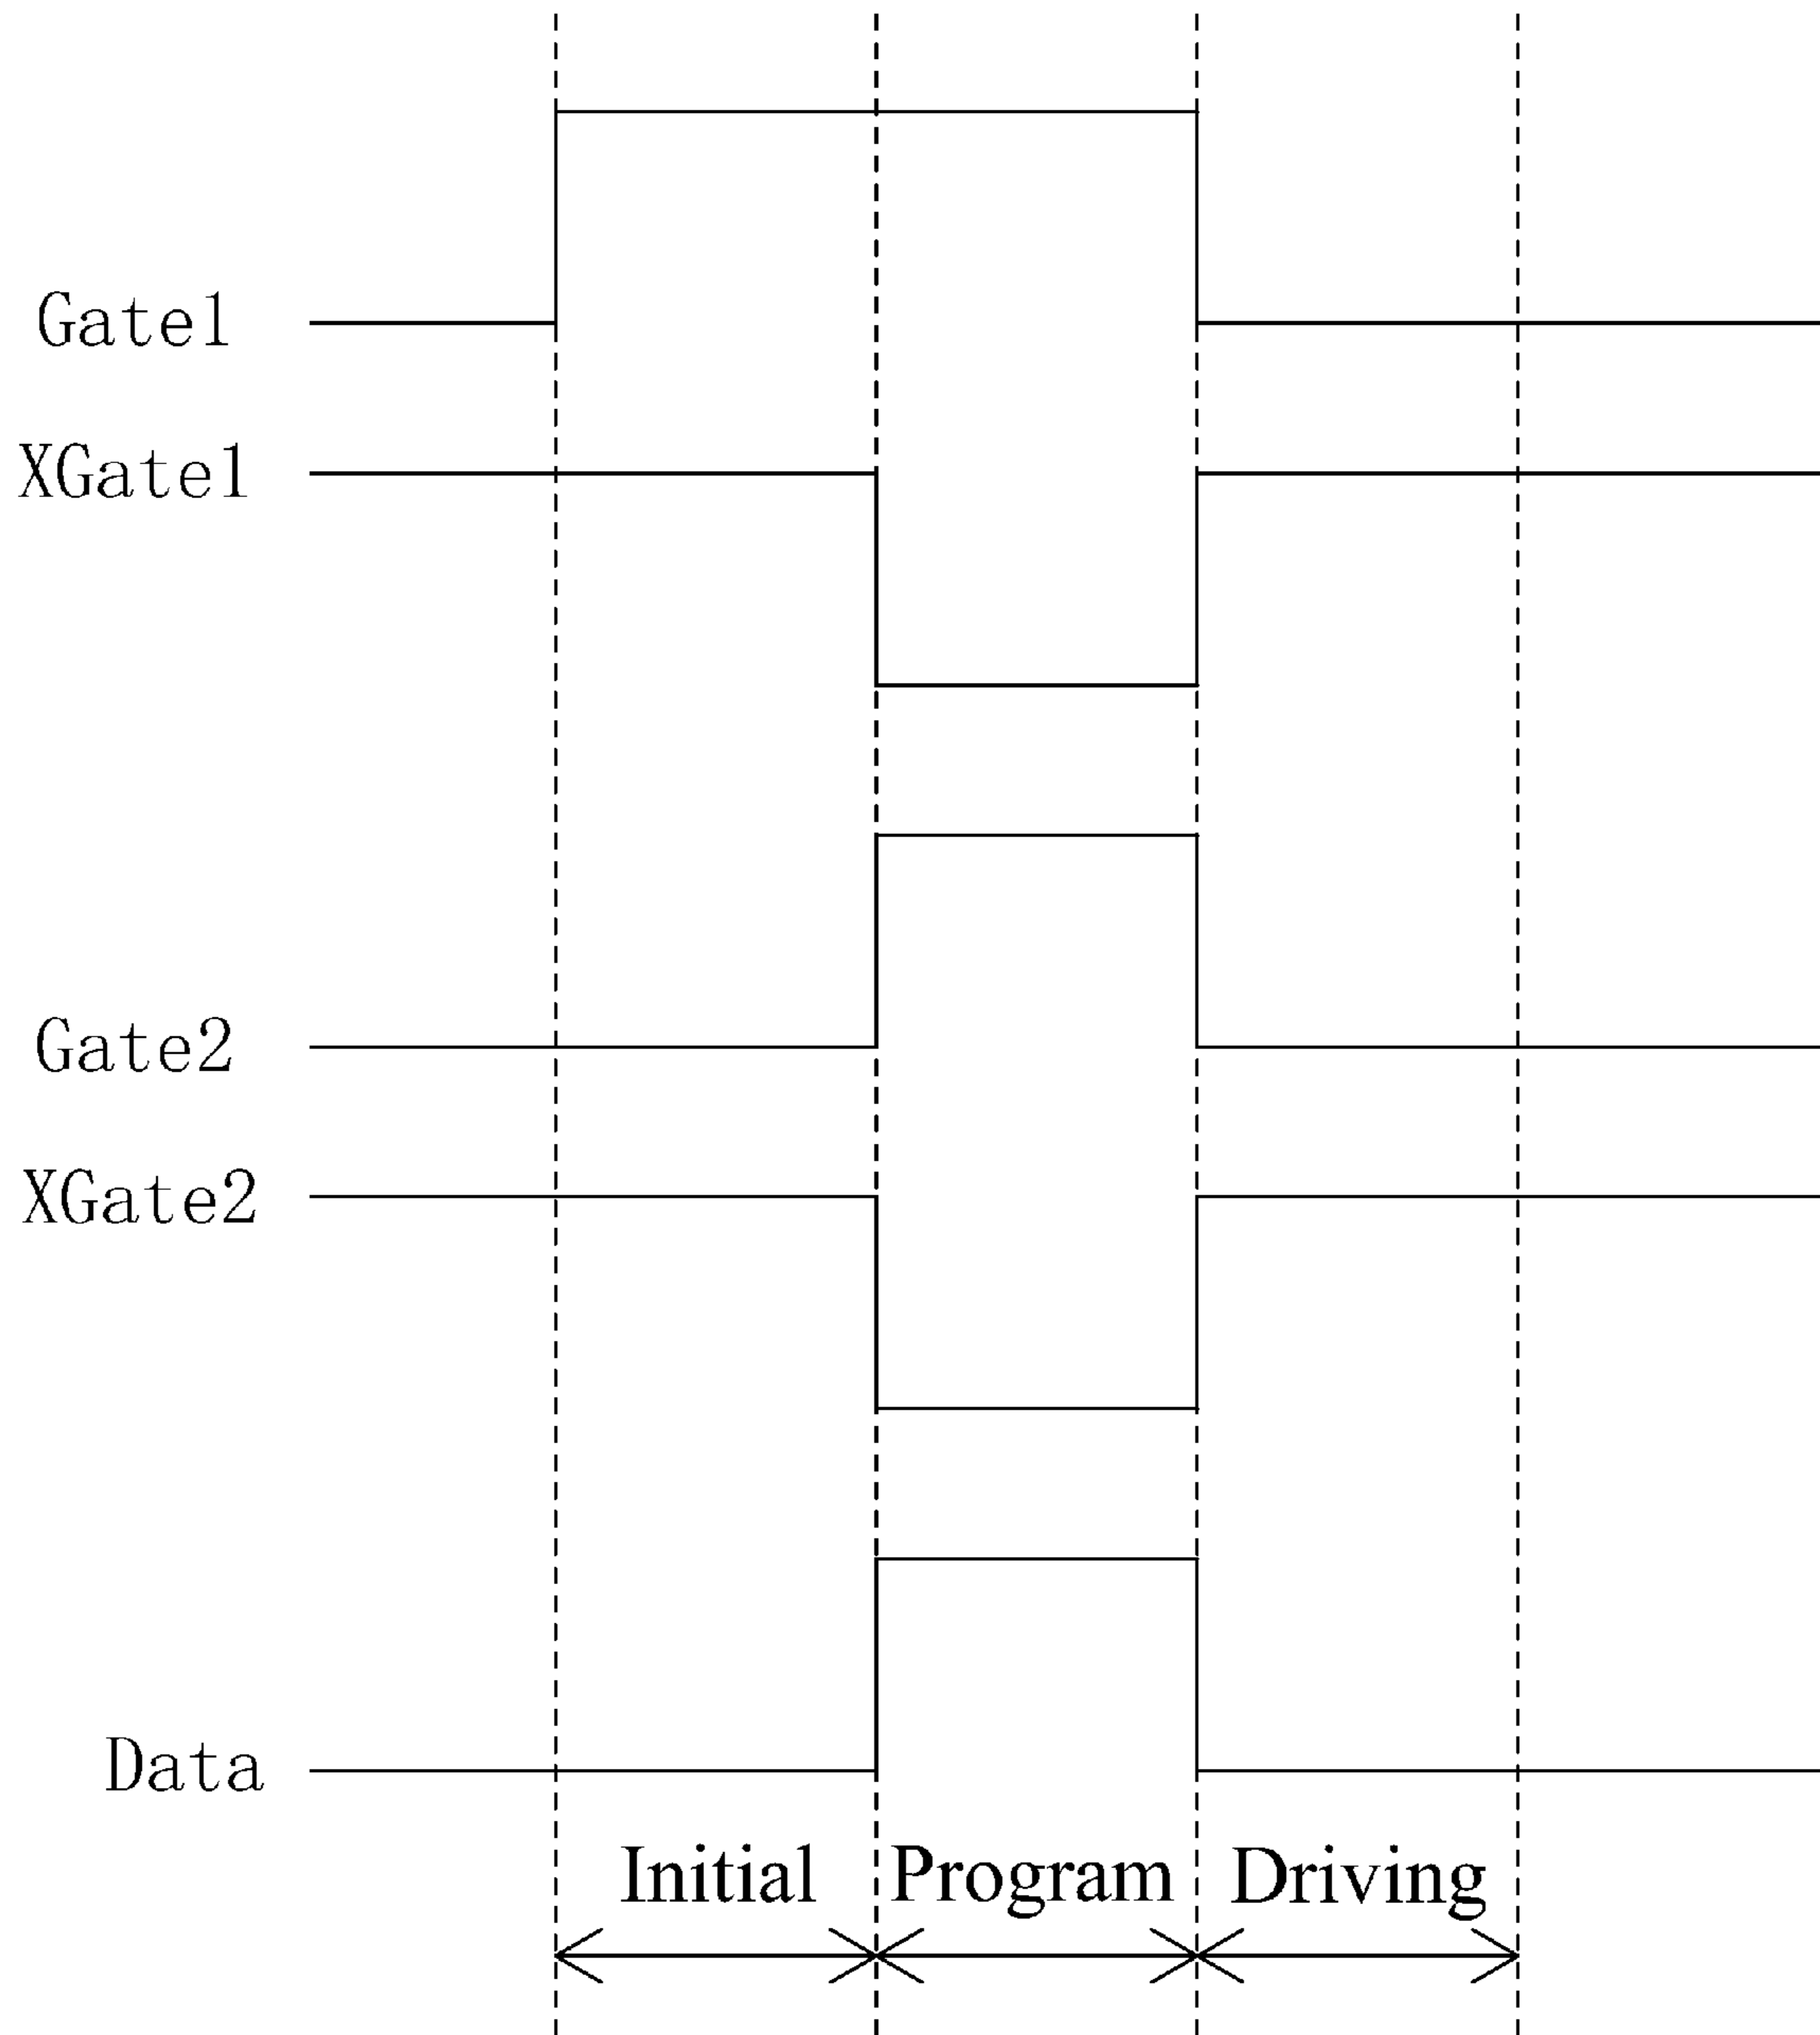 Gate1
XGate1
Gate2
XGate2
Data
Initial Program Driving